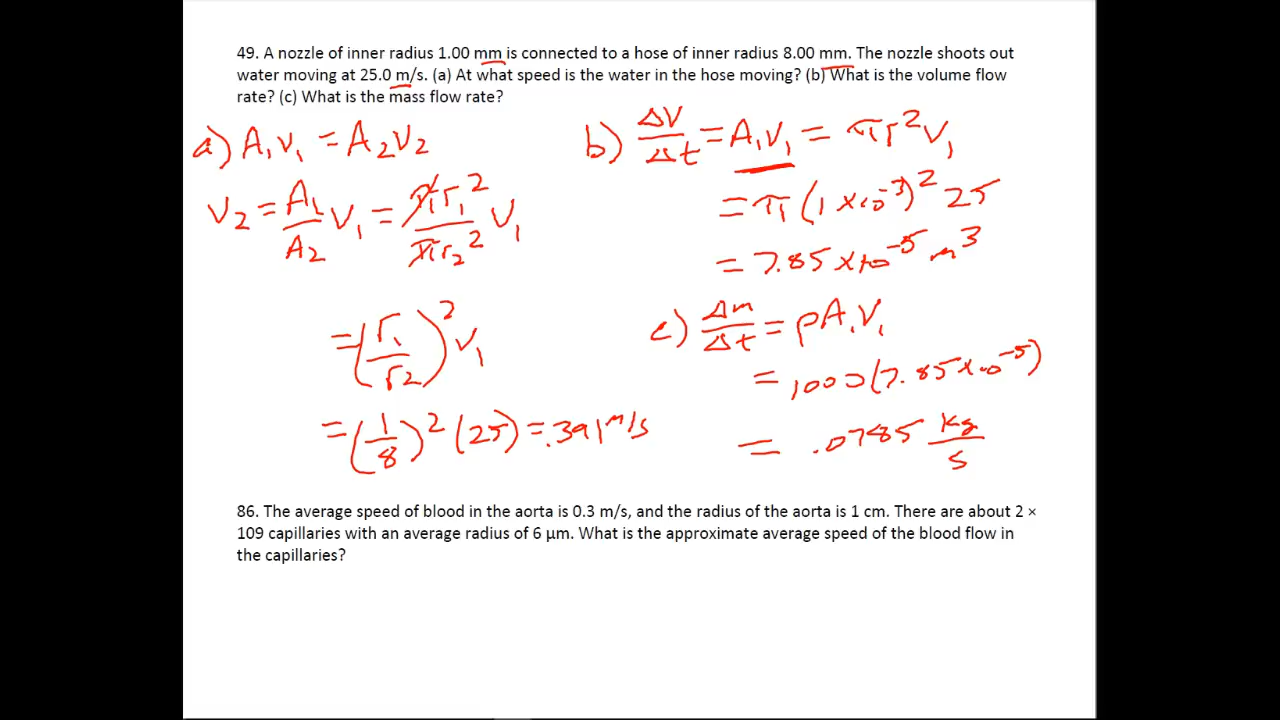 49. A nozzle of inner radius 1.00 mm is connected to a hose of inner radius 8.00 mm. The nozzle shoots out
water moving at 25.0 m/s. (a) At what speed is the water in the hose moving? (b) What is the volume flow
rate? (c) What is the mass flow rate?
a) A₁V₁ = A₂V₂
V₂ = A₁/A₂ V₁ = πr₁²/πr₂² V₁
= (r₁/r₂)² V₁
= (1/8)² (25) = .391 m/s
b) ΔV/Δt = A₁V₁ = πr²V₁
= π(1×10⁻³)² 25
= 7.85×10⁻⁵ m³
c) Δm/Δt = ρA₁V₁
= 1000(7.85×10⁻⁵)
= .0785 kg/s
86. The average speed of blood in the aorta is 0.3 m/s, and the radius of the aorta is 1 cm. There are about 2 ×
109 capillaries with an average radius of 6 μm. What is the approximate average speed of the blood flow in
the capillaries?